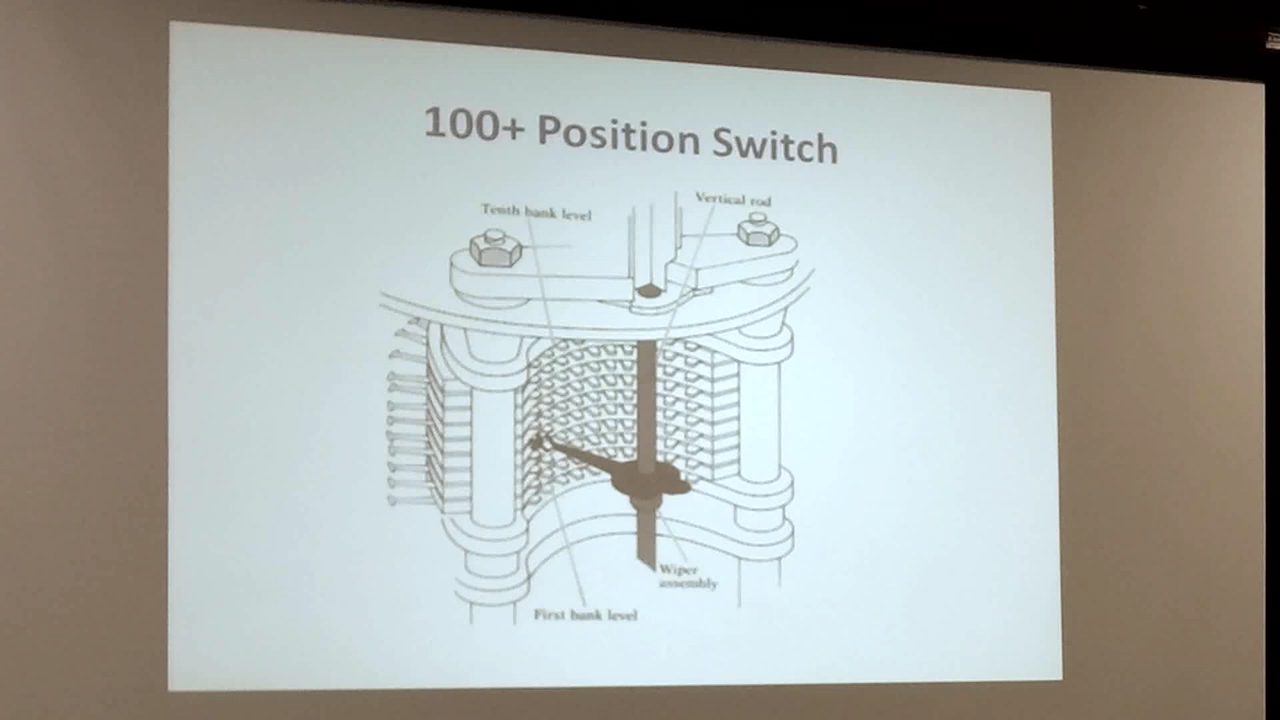 100+ Position Switch
Tenth bank level
Vertical rod
Wiper
assembly
First bank level